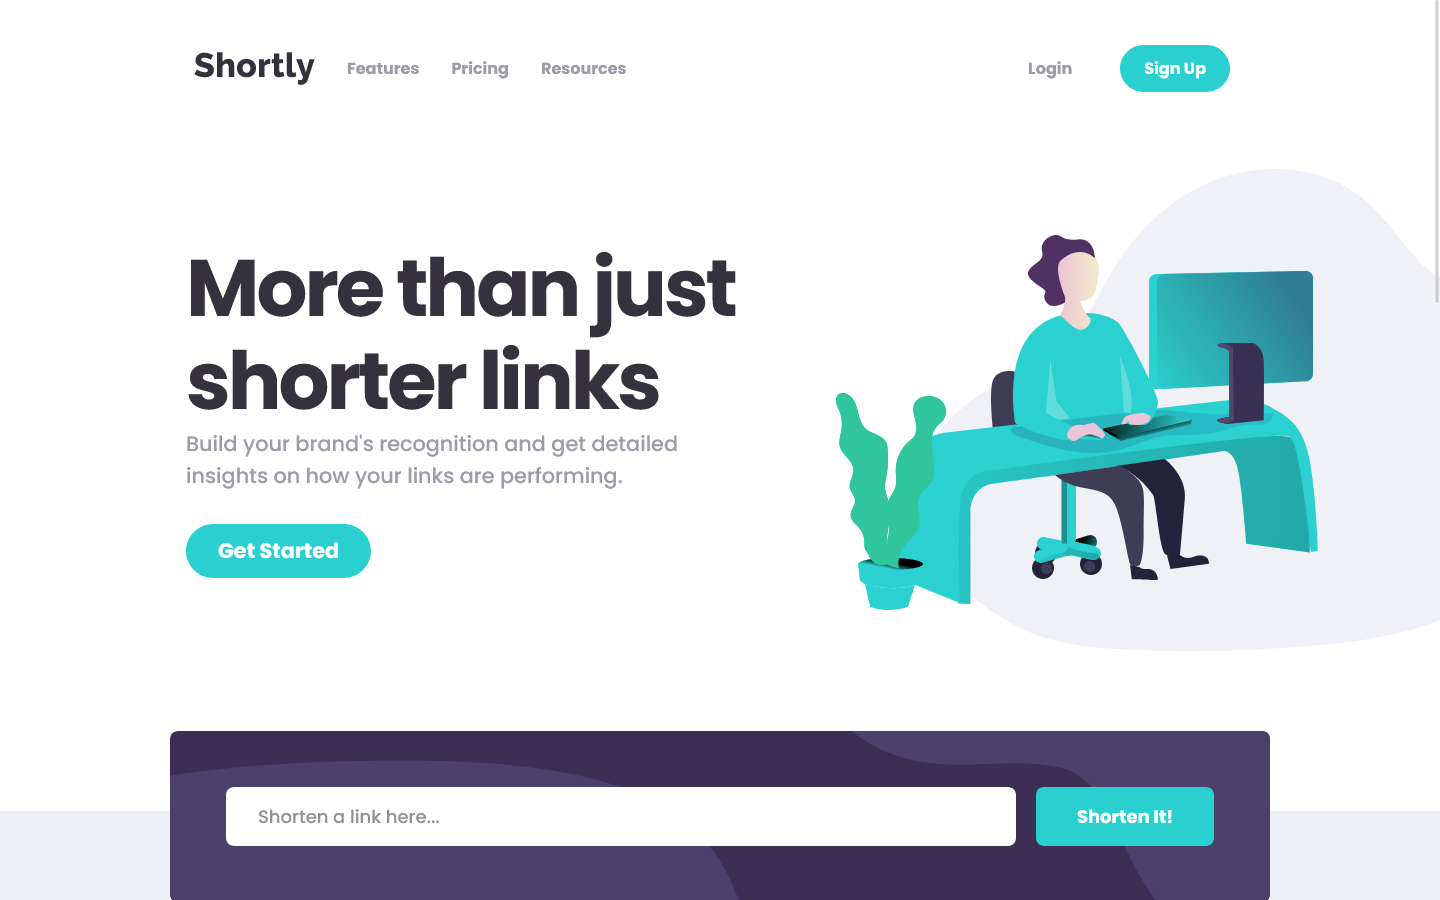 Shortly
Features
Pricing
Resources
Login
Sign Up
More than just
shorter links
Build your brand's recognition and get detailed
insights on how your links are performing.
Get Started
Shorten a link here...
Shorten It!